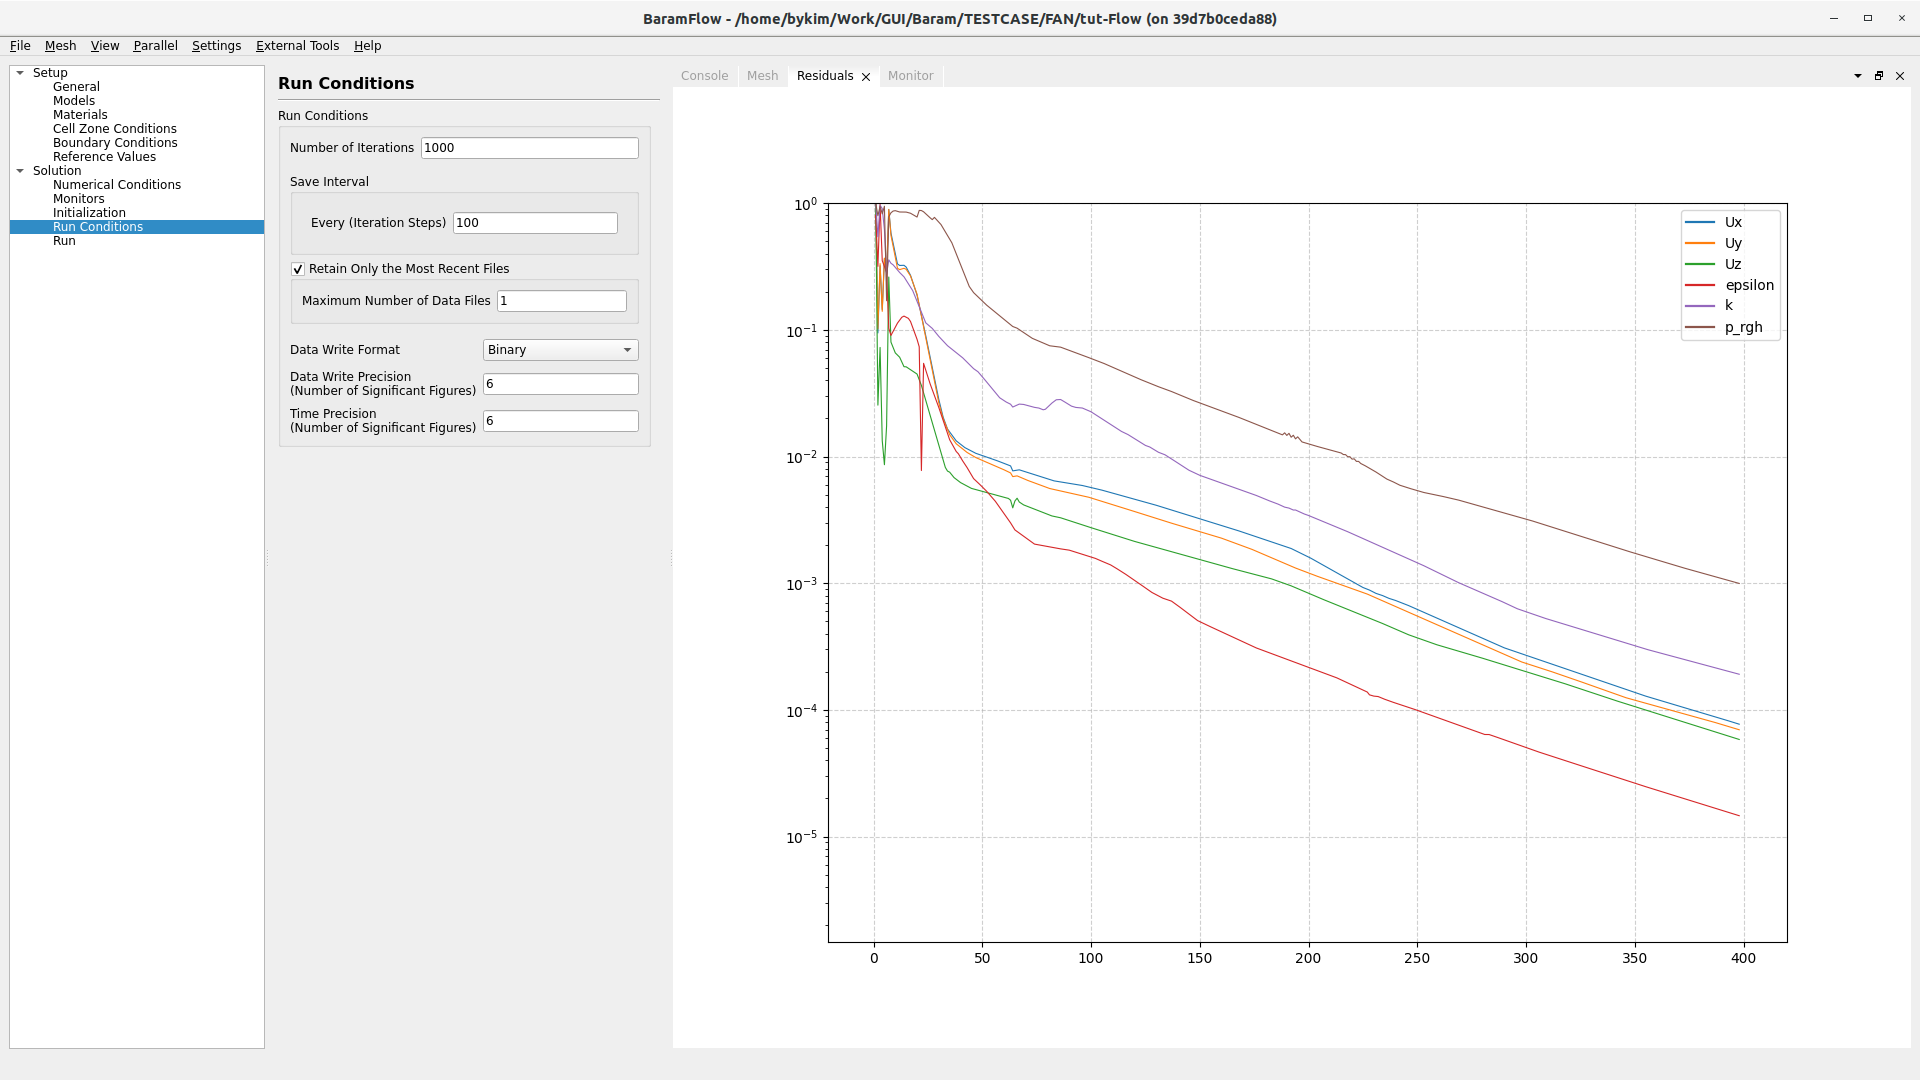 BaramFlow - /home/bykim/Work/GUI/Baram/TESTCASE/FAN/tut-Flow (on 39d7b0ceda88)
File Mesh View Parallel Settings External Tools Help
Setup
General
Models
Materials
Cell Zone Conditions
Boundary Conditions
Reference Values
Solution
Numerical Conditions
Monitors
Initialization
Run Conditions
Run
Run Conditions
Run Conditions
Number of Iterations 1000
Save Interval
Every (Iteration Steps) 100
Retain Only the Most Recent Files
Maximum Number of Data Files 1
Data Write Format Binary
Data Write Precision
(Number of Significant Figures) 6
Time Precision
(Number of Significant Figures) 6
Console Mesh Residuals Monitor
10⁰
10⁻¹
10⁻²
10⁻³
10⁻⁴
10⁻⁵
0 50 100 150 200 250 300 350 400
Ux
Uy
Uz
epsilon
k
p_rgh